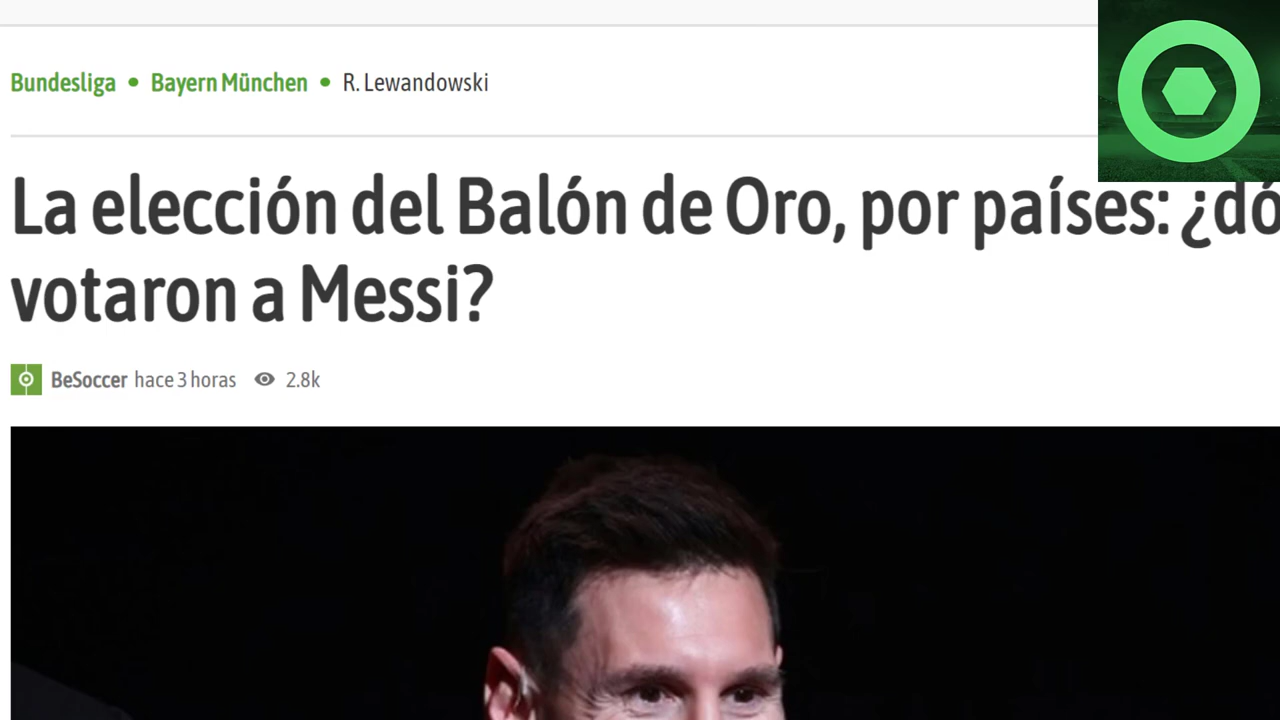 Bundesliga • Bayern München • R. Lewandowski
La elección del Balón de Oro, por países: ¿dó
votaron a Messi?
BeSoccer hace 3 horas 2.8k